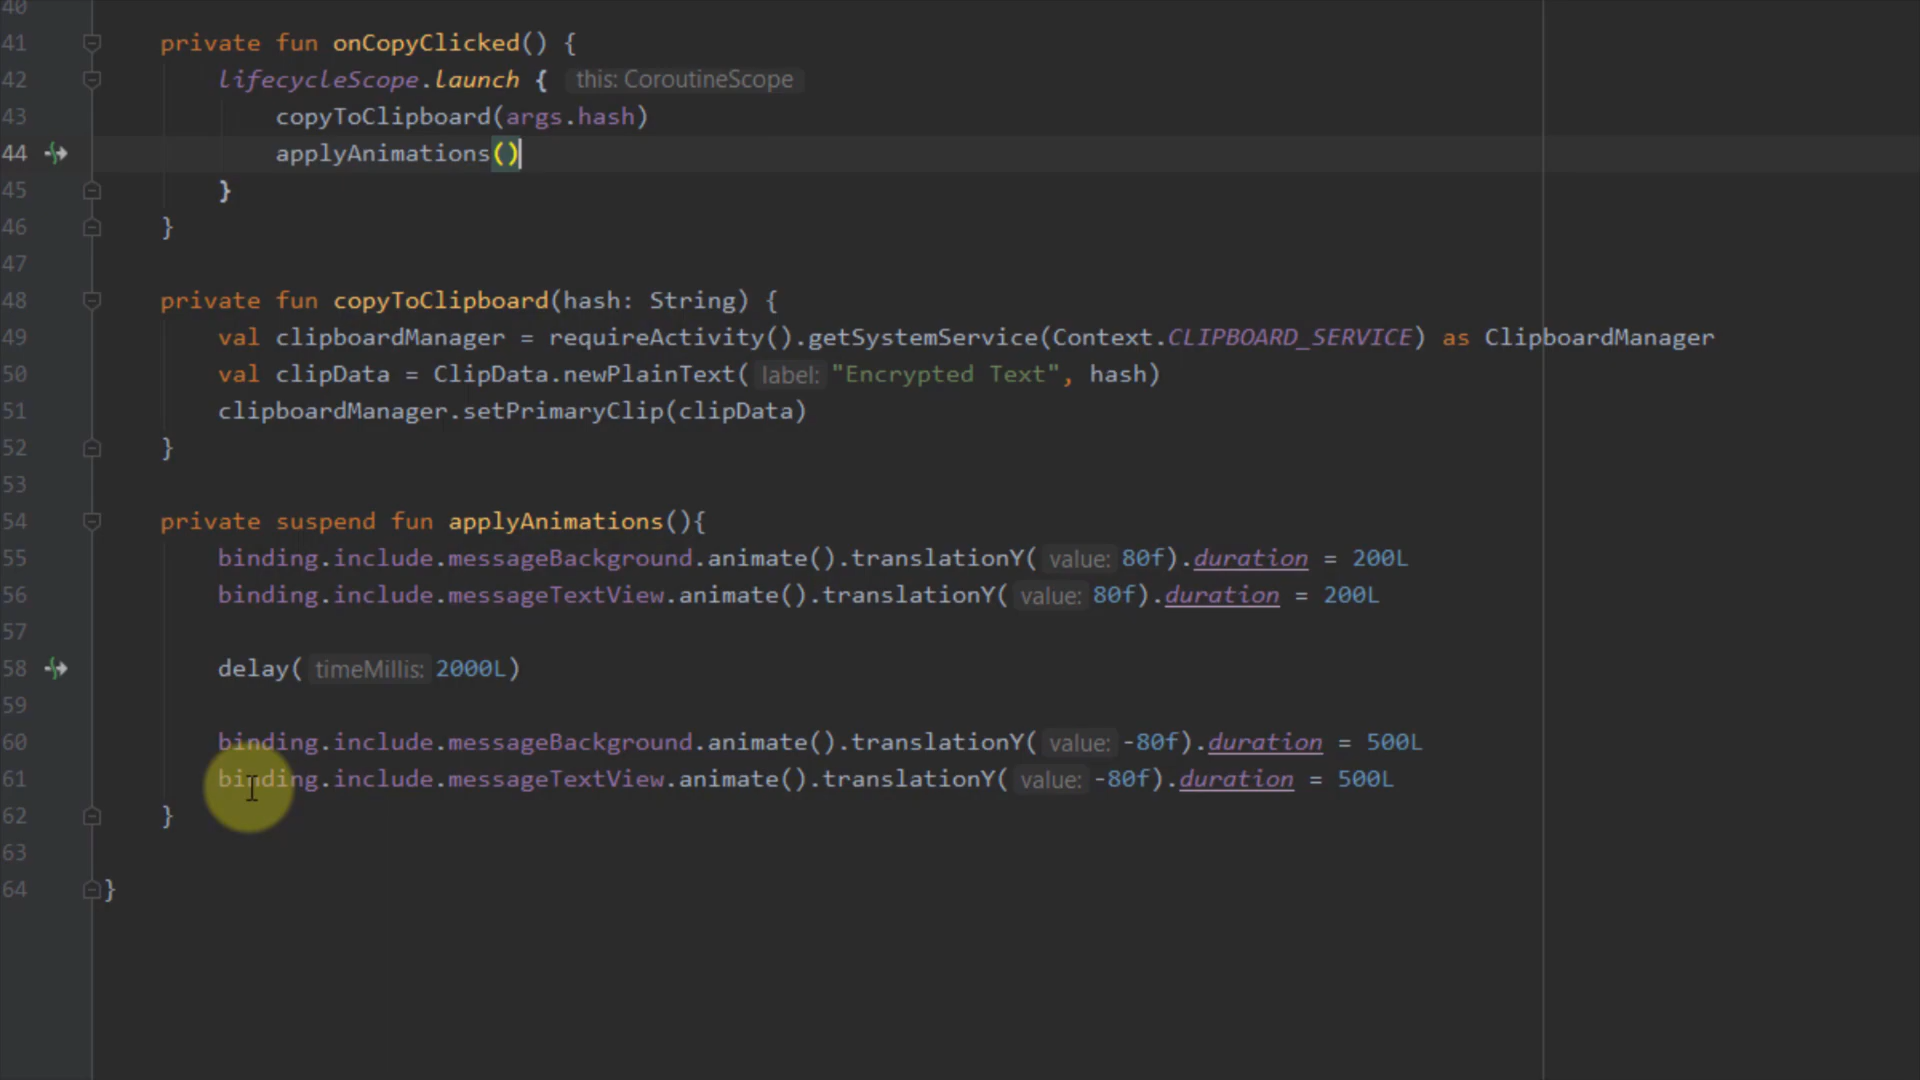 40
41 private fun onCopyClicked() {
42 lifecycleScope.launch { this: CoroutineScope
43 copyToClipboard(args.hash)
44 applyAnimations()
45 }
46 }
47
48 private fun copyToClipboard(hash: String) {
49 val clipboardManager = requireActivity().getSystemService(Context.CLIPBOARD_SERVICE) as ClipboardManager
50 val clipData = ClipData.newPlainText( label: "Encrypted Text", hash)
51 clipboardManager.setPrimaryClip(clipData)
52 }
53
54 private suspend fun applyAnimations(){
55 binding.include.messageBackground.animate().translationY( value: 80f).duration = 200L
56 binding.include.messageTextView.animate().translationY( value: 80f).duration = 200L
57
58 delay( timeMillis: 2000L)
59
60 binding.include.messageBackground.animate().translationY( value: -80f).duration = 500L
61 binding.include.messageTextView.animate().translationY( value: -80f).duration = 500L
62 }
63
64 }